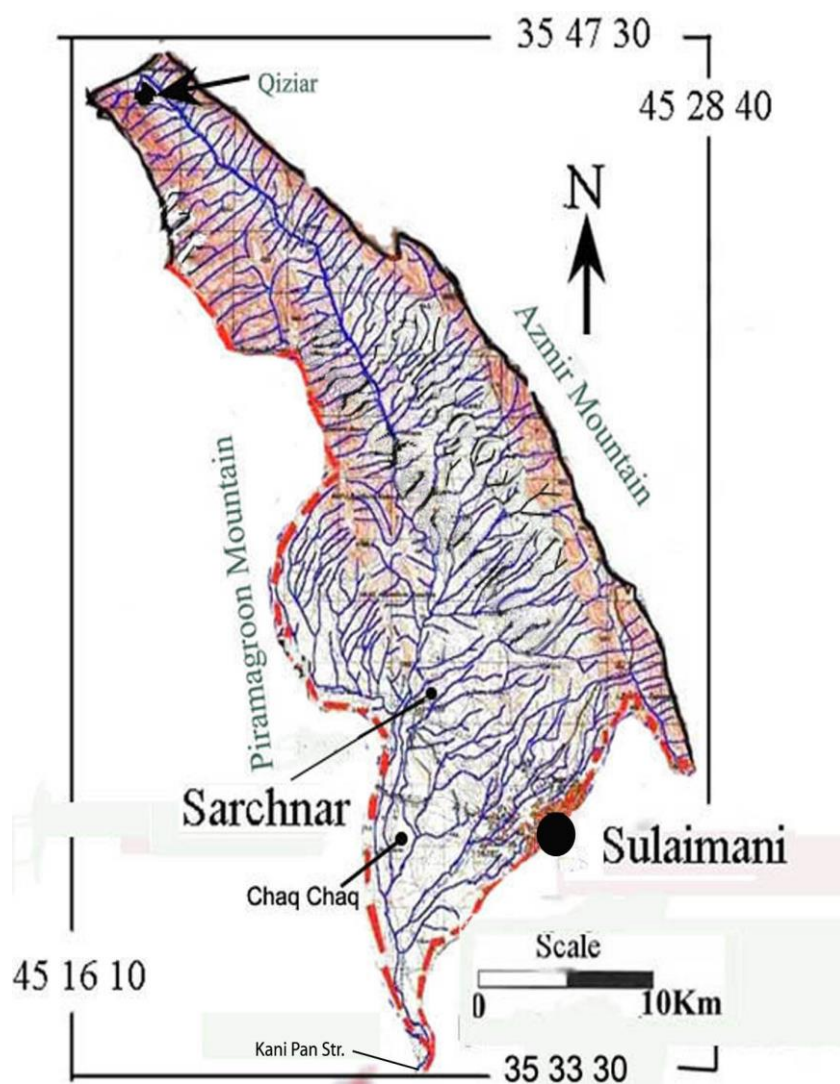 35 47 30
Qiziar
45 28 40
N
Azmir Mountain
Piramagroon Mountain
Sarchnar
Sulaimani
Chaq Chaq
Scale
0 10Km
45 16 10
Kani Pan Str.
35 33 30